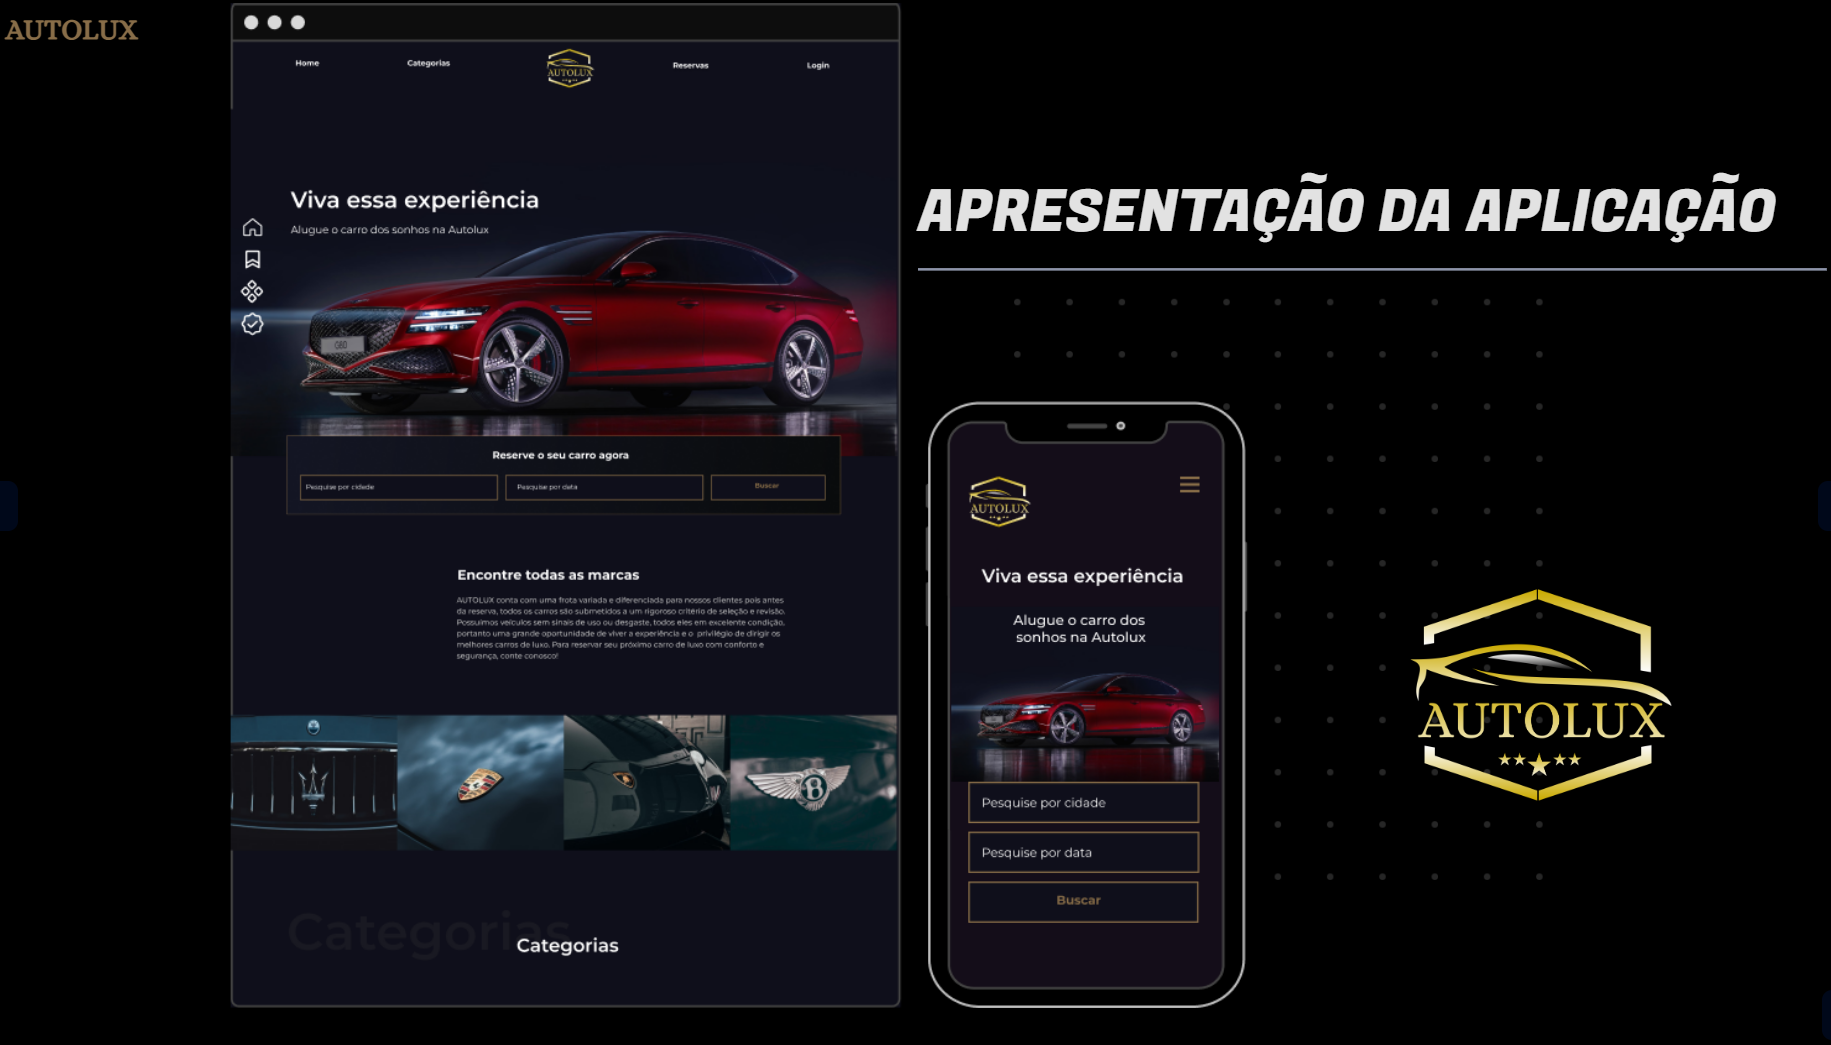 AUTOLUX
Home
Categorias
AUTOLUX
Reservas
Login
Viva essa experiência
Alugue o carro dos sonhos na Autolux
G80
Reserve o seu carro agora
Pesquise por cidade
Pesquise por data
Buscar
Encontre todas as marcas
AUTOLUX conta com uma frota variada e diferenciada para nossos clientes pois antes
da reserva, todos os carros são submetidos a um rigoroso critério de seleção e revisão.
Possuimos veículos sem sinais de uso ou desgaste, todos eles em excelente condição,
portanto uma grande oportunidade de viver a experiência e o privilégio de dirigir os
melhores carros de luxo. Para reservar seu próximo carro de luxo com conforto e
segurança, conte conosco!
B
Categorias
Categorias
APRESENTAÇÃO DA APLICAÇÃO
AUTOLUX
Viva essa experiência
Alugue o carro dos
sonhos na Autolux
Pesquise por cidade
Pesquise por data
Buscar
AUTOLUX